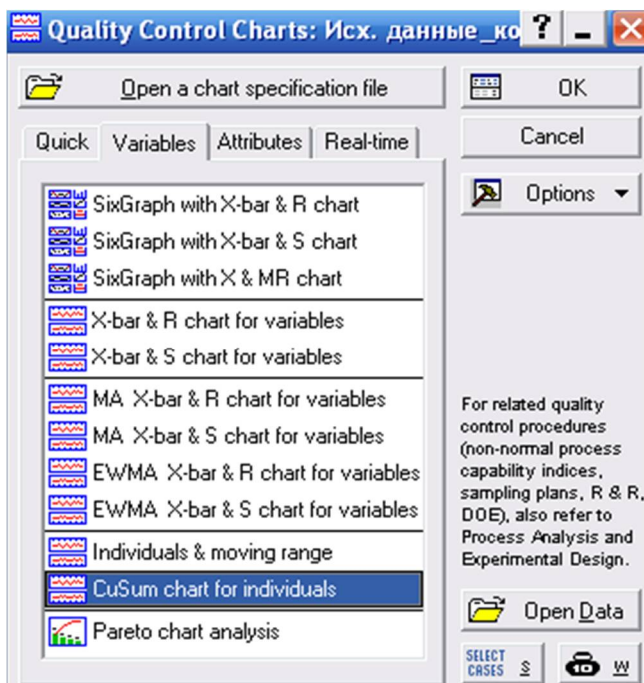 Quality Control Charts: Исх. данные_ко
Open a chart specification file
OK
Cancel
Options
Quick Variables Attributes Real-time
SixGraph with X-bar & R chart
SixGraph with X-bar & S chart
SixGraph with X & MR chart
X-bar & R chart for variables
X-bar & S chart for variables
MA X-bar & R chart for variables
MA X-bar & S chart for variables
EWMA X-bar & R chart for variables
EWMA X-bar & S chart for variables
Individuals & moving range
CuSum chart for individuals
Pareto chart analysis
For related quality
control procedures
(non-normal process
capability indices,
sampling plans, R & R,
DOE), also refer to
Process Analysis and
Experimental Design.
Open Data
SELECT
CASES S
W